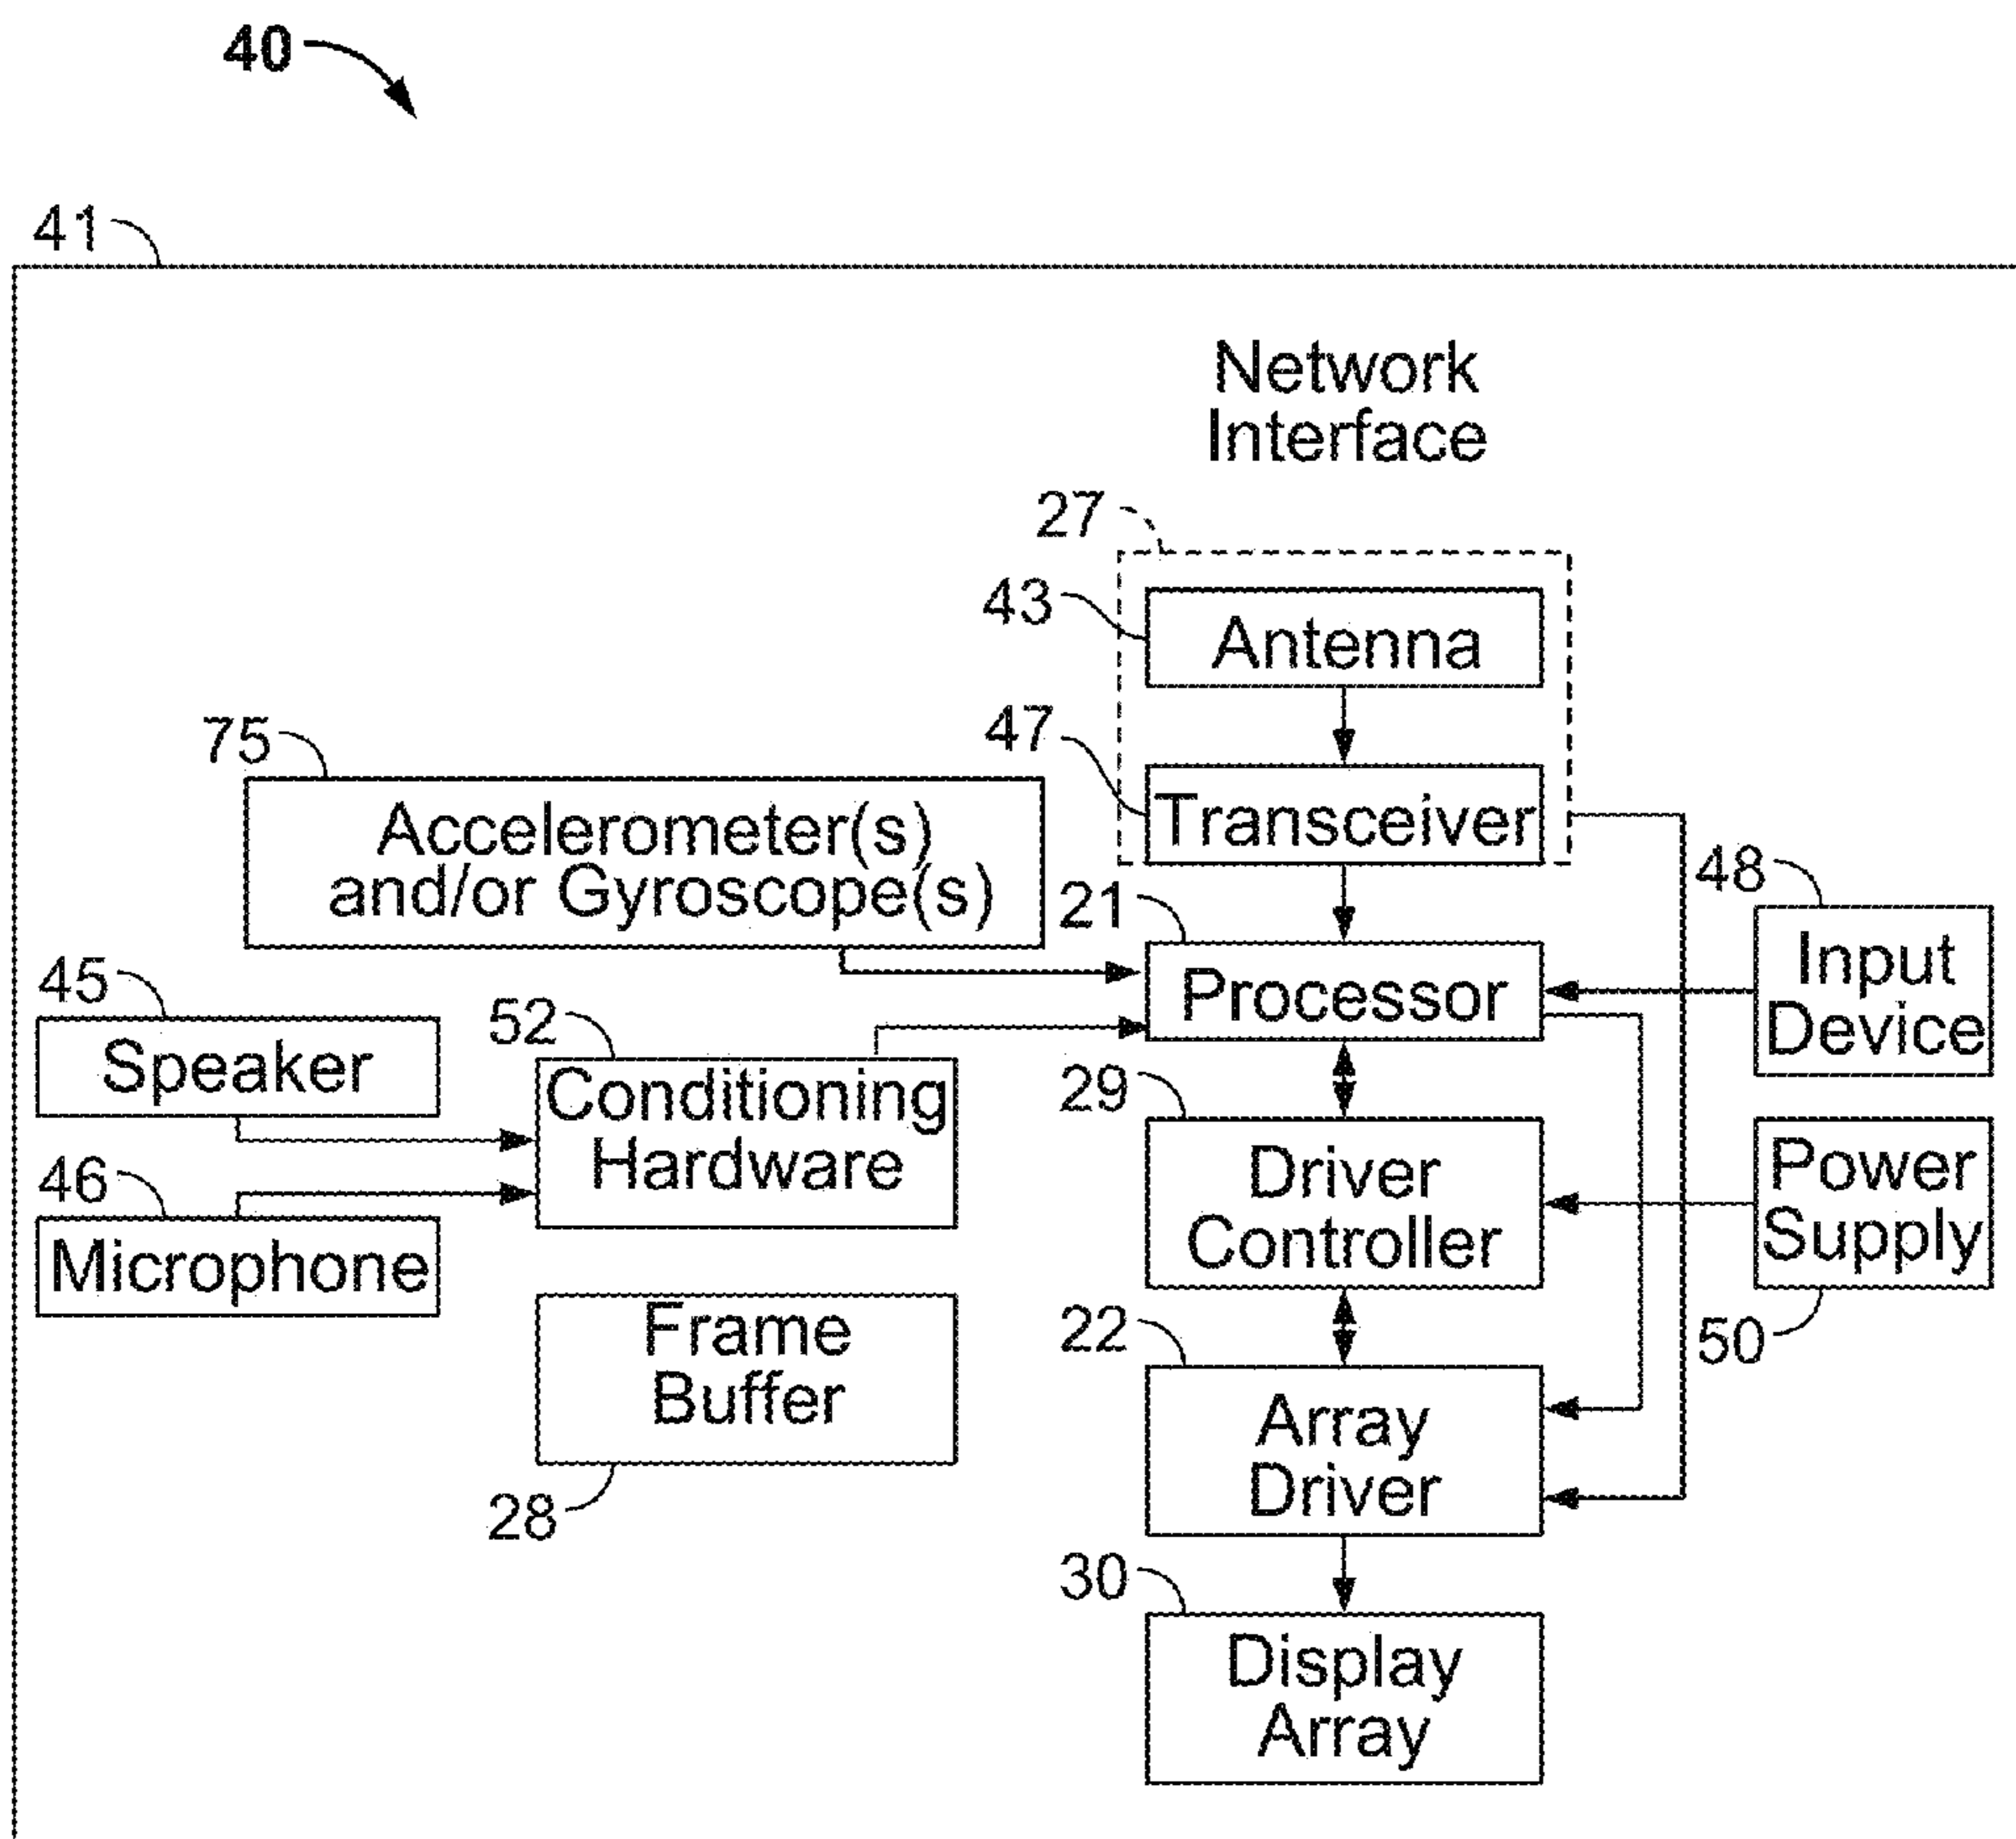 40
41
Network
Interface
27
43
Antenna
47
Transceiver
75
Accelerometer(s)
and/or Gyroscope(s)
21
Processor
48
Input
Device
45
Speaker
52
Conditioning
Hardware
29
Driver
Controller
Power
Supply
50
46
Microphone
Frame
Buffer
28
22
Array
Driver
30
Display
Array